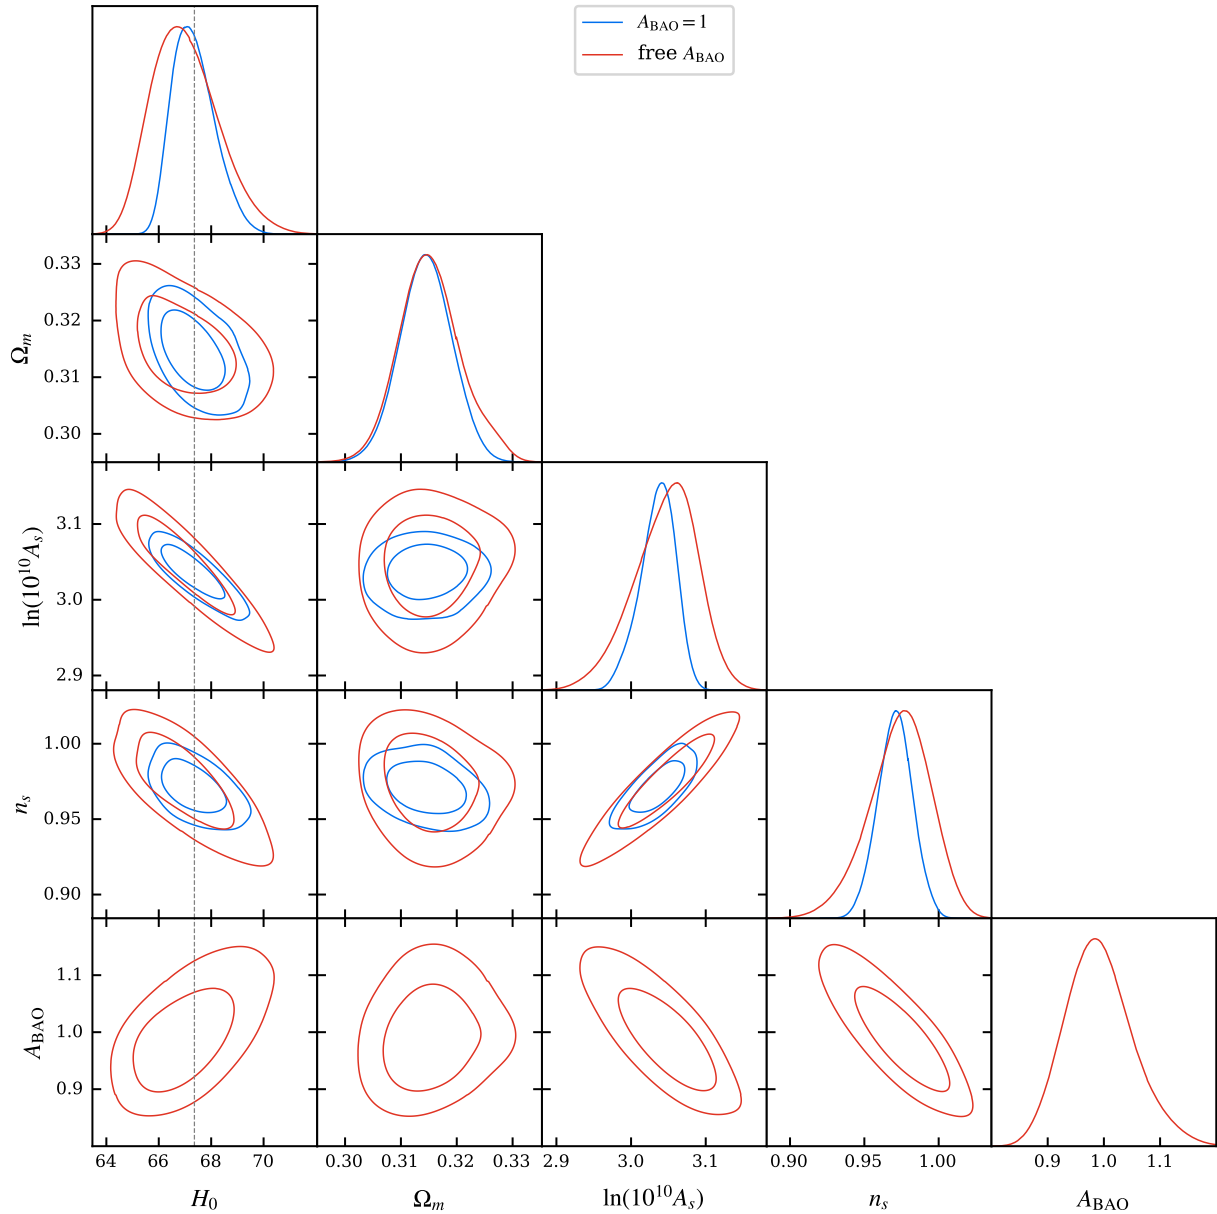 A_BAO = 1
free A_BAO
0.33
0.32
0.31
0.30
Ω_m
3.1
3.0
2.9
ln(10^10 A_s)
1.00
0.95
0.90
n_s
1.1
1.0
0.9
A_BAO
64 66 68 70
0.30 0.31 0.32 0.33
2.9 3.0 3.1
0.90 0.95 1.00
0.9 1.0 1.1
H_0
Ω_m
ln(10^10 A_s)
n_s
A_BAO